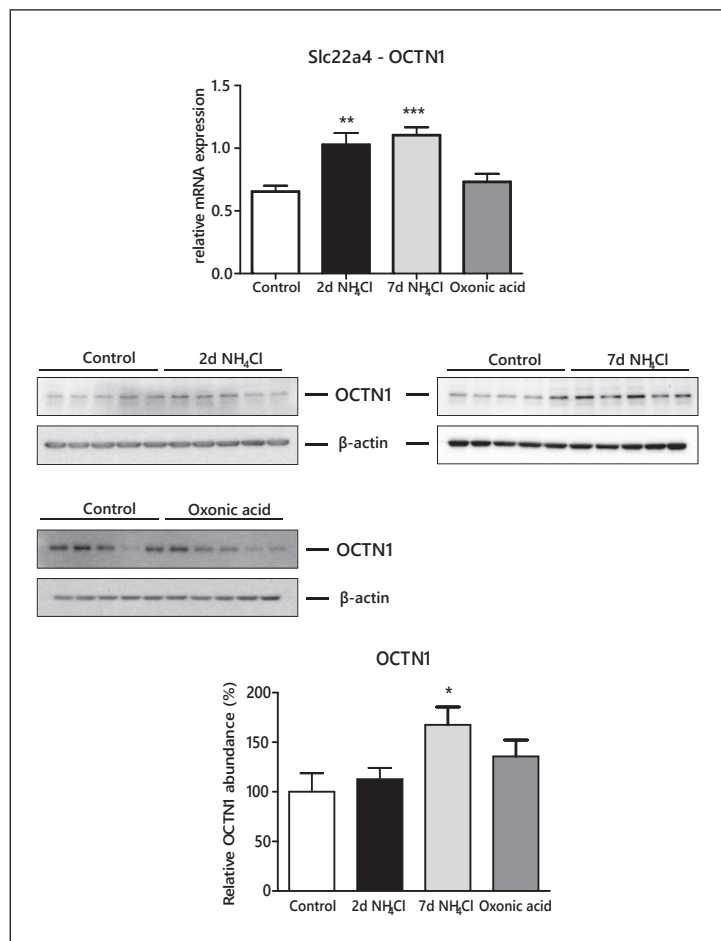 Slc22a4 - OCTN1
relative mRNA expression
1.5
1.0
0.5
0.0
** ***
Control 2d NH₄Cl 7d NH₄Cl Oxonic acid
Control 2d NH₄Cl
Control 7d NH₄Cl
OCTN1
β-actin
Control Oxonic acid
OCTN1
β-actin
OCTN1
Relative OCTN1 abundance (%)
200
150
100
50
0
*
Control 2d NH₄Cl 7d NH₄Cl Oxonic acid